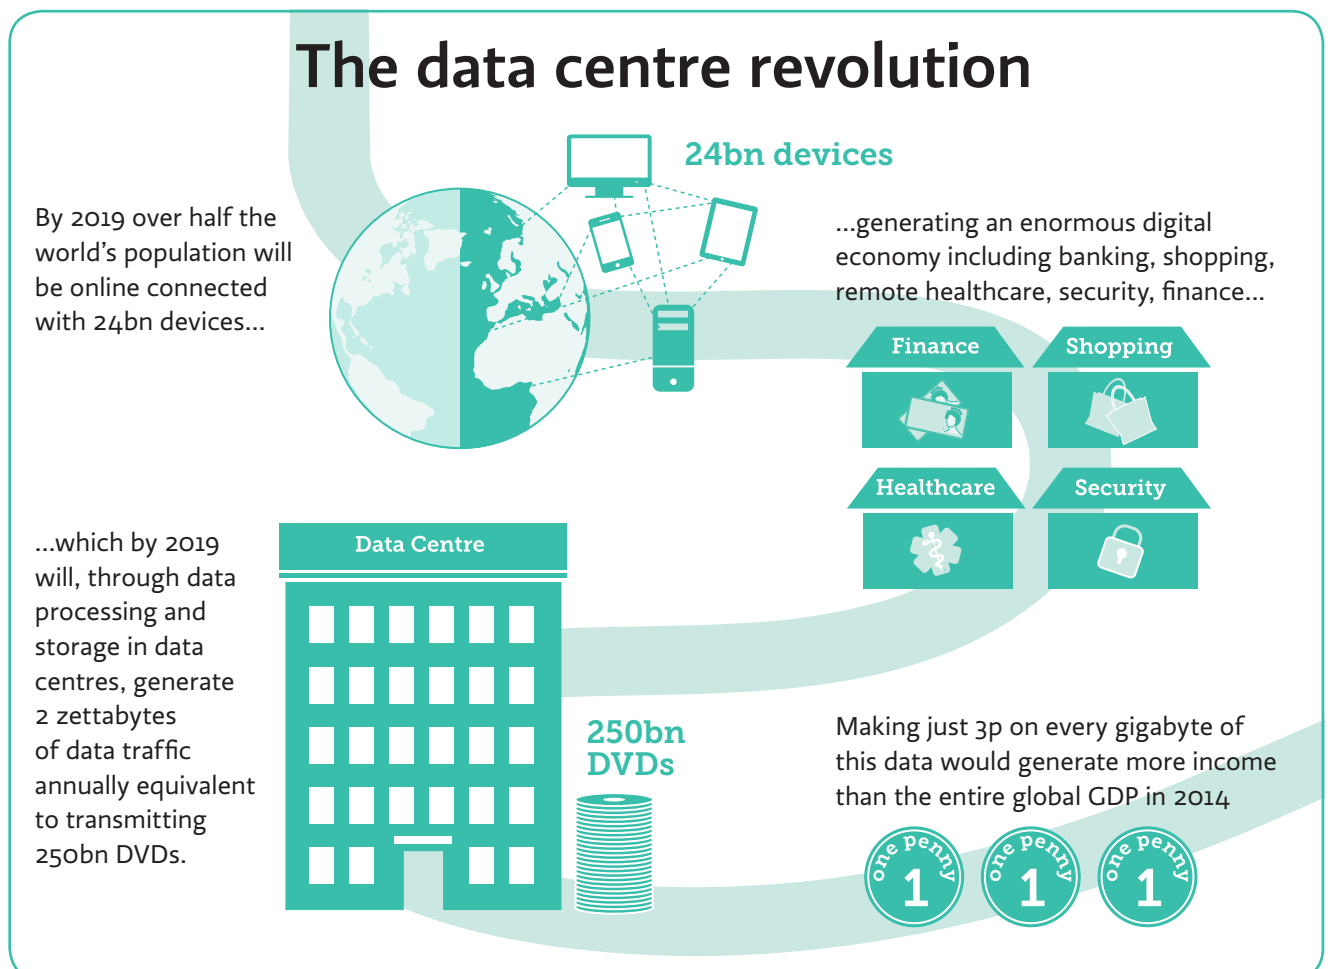 The data centre revolution
24bn devices
By 2019 over half the
world's population will
be online connected
with 24bn devices...
...generating an enormous digital
economy including banking, shopping,
remote healthcare, security, finance...
Finance
Shopping
Healthcare
Security
...which by 2019
will, through data
processing and
storage in data
centres, generate
2 zettabytes
of data traffic
annually equivalent
to transmitting
250bn DVDs.
Data Centre
250bn
DVDs
Making just 3p on every gigabyte of
this data would generate more income
than the entire global GDP in 2014
one penny
1
one penny
1
one penny
1